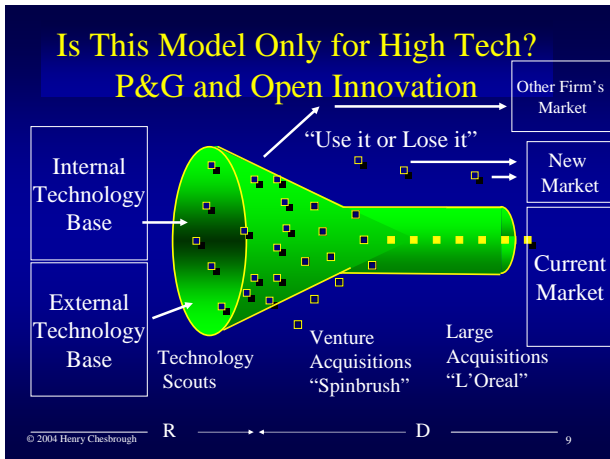 Is This Model Only for High Tech?
P&G and Open Innovation
Other Firm's
Market
“Use it or Lose it”
New
Market
Internal
Technology
Base
Current
Market
External
Technology
Base
Technology
Scouts
Venture
Acquisitions
“Spinbrush”
Large
Acquisitions
“L’Oreal”
R
D
© 2004 Henry Chesbrough
9